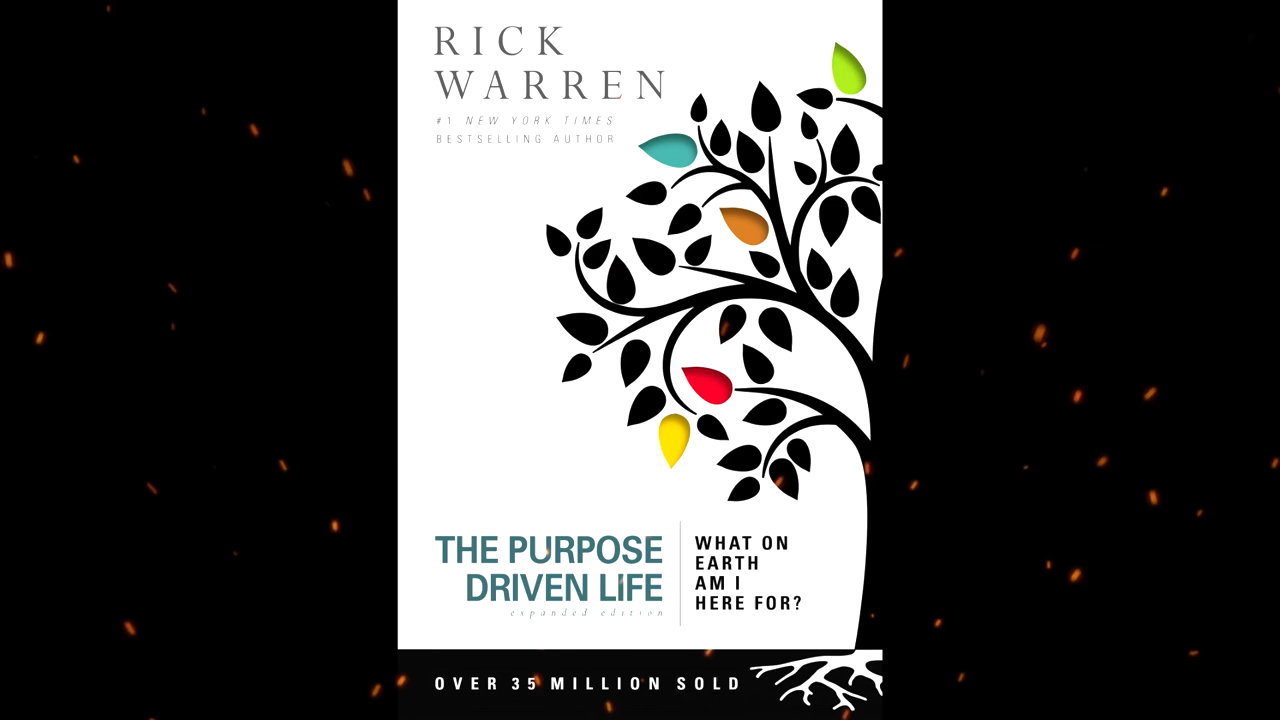 RICK
WARREN
#1 NEW YORK TIMES
BESTSELLING AUTHOR
THE PURPOSE
DRIVEN LIFE
expanded edition
WHAT ON
EARTH
AM I
HERE FOR?
OVER 35 MILLION SOLD